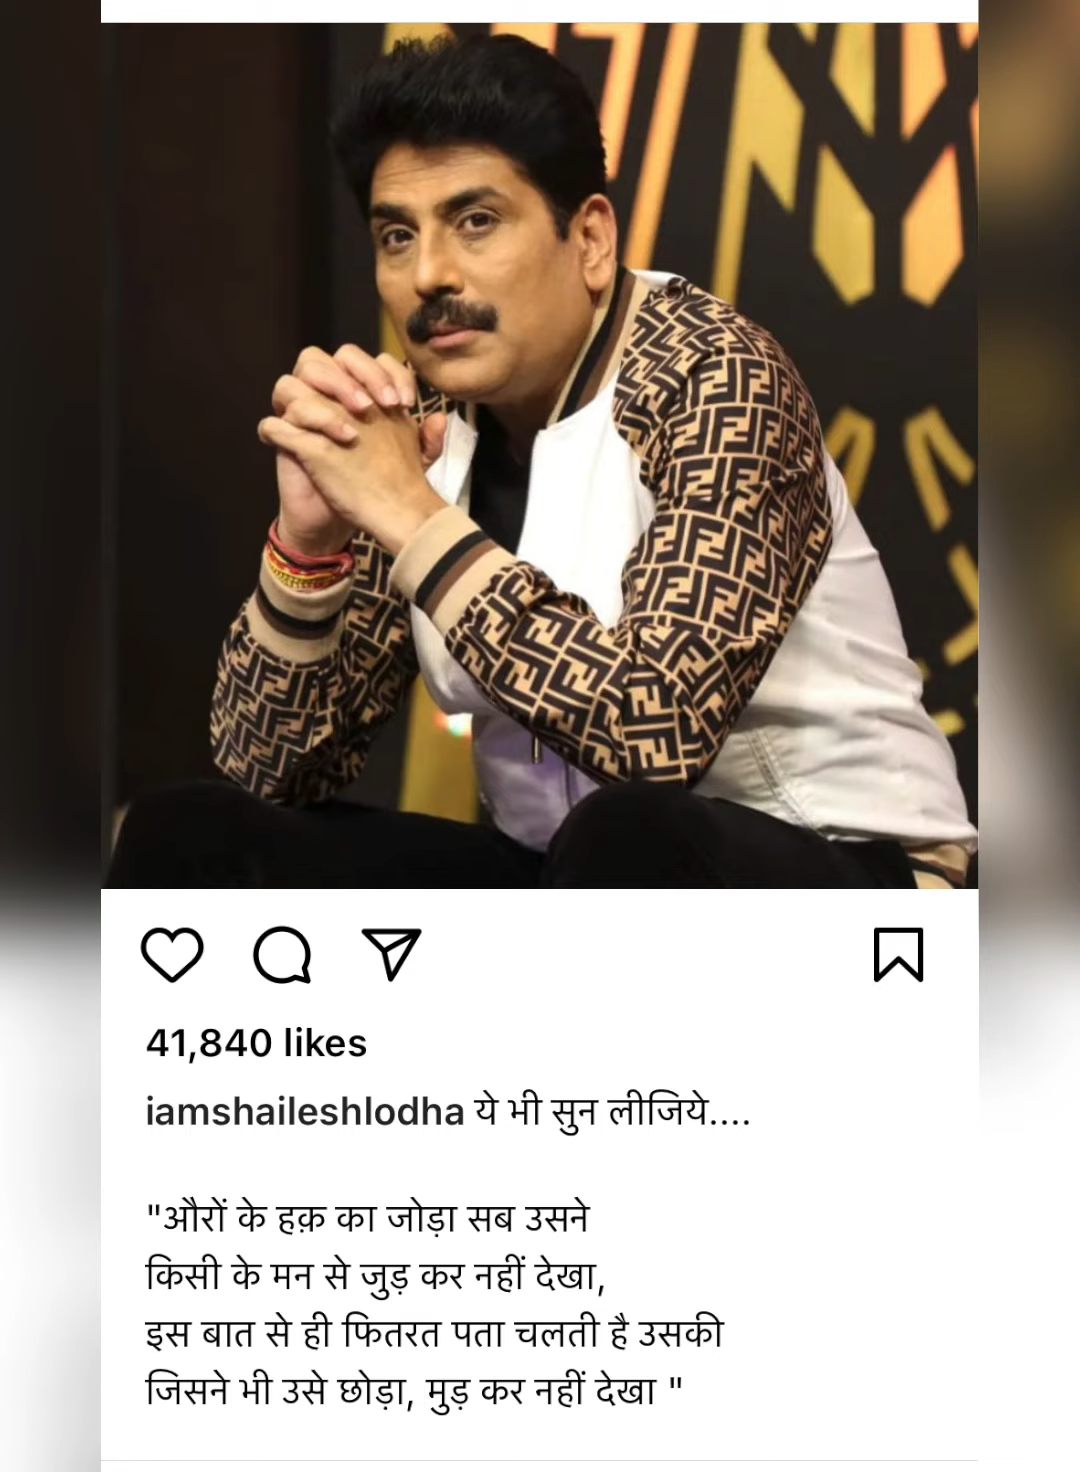 41,840 likes
iamshaileshlodha ये भी सुन लीजिये....
"औरों के हक़ का जोड़ा सब उसने
किसी के मन से जुड़ कर नहीं देखा,
इस बात से ही फितरत पता चलती है उसकी
जिसने भी उसे छोड़ा, मुड़ कर नहीं देखा "